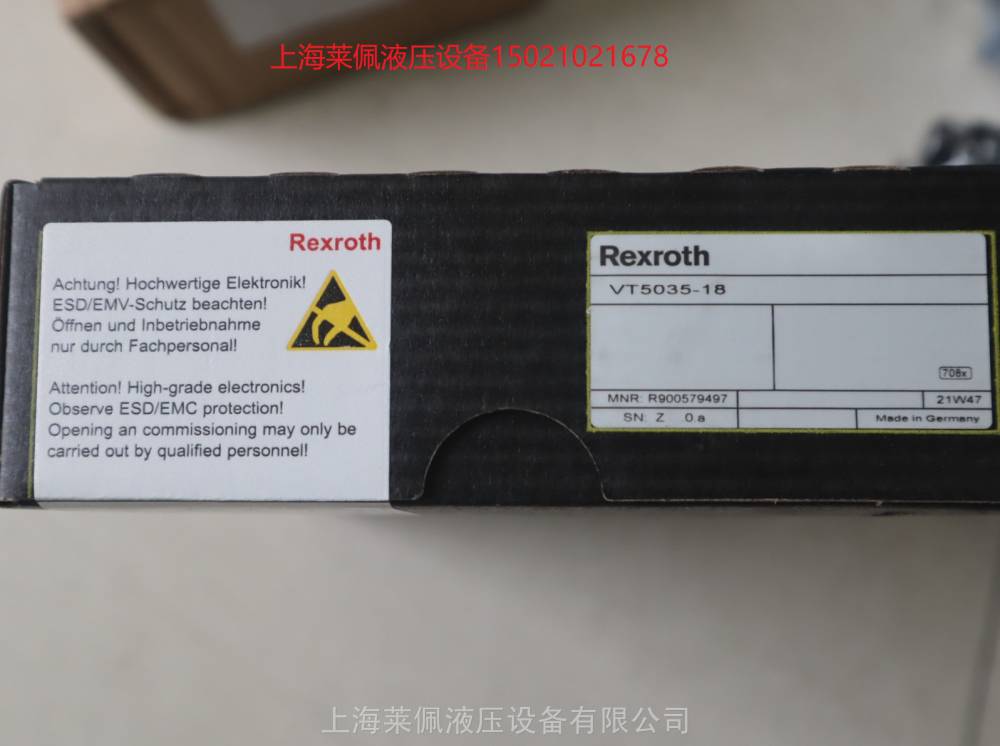 上海莱佩液压设备15021021678
Rexroth
Achtung! Hochwertige Elektronik!
ESD/EMV-Schutz beachten!
Öffnen und Inbetriebnahme
nur durch Fachpersonal!
Attention! High-grade electronics!
Observe ESD/EMC protection!
Opening an commissioning may only be
carried out by qualified personnel!
Rexroth
VT5035-18
708x
MNR: R900579497
21W47
SN: Z 0.a
Made in Germany
上海莱佩液压设备有限公司